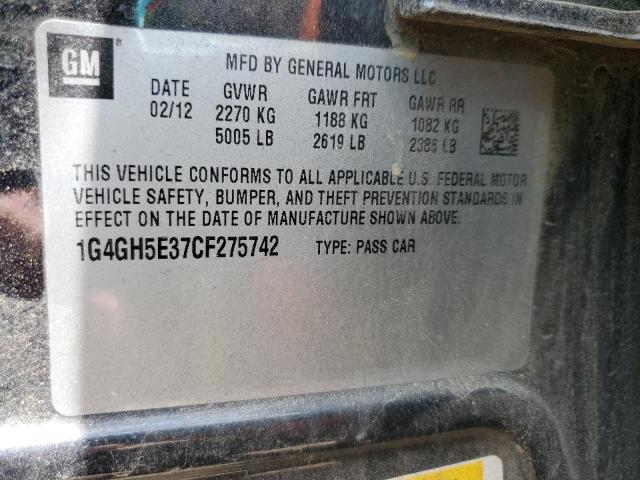 GM
MFD BY GENERAL MOTORS LLC
DATE GVWR GAWR FRT GAWR RR
02/12 2270 KG 1188 KG 1082 KG
5005 LB 2619 LB 2386 LB
THIS VEHICLE CONFORMS TO ALL APPLICABLE U.S. FEDERAL MOTOR
VEHICLE SAFETY, BUMPER, AND THEFT PREVENTION STANDARDS IN
EFFECT ON THE DATE OF MANUFACTURE SHOWN ABOVE.
1G4GH5E37CF275742 TYPE: PASS CAR